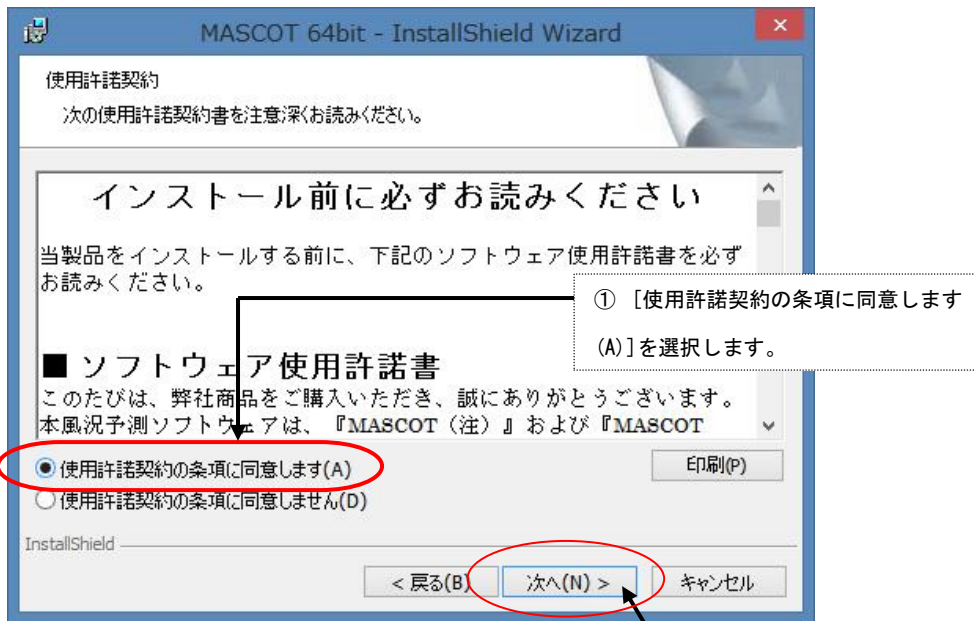 MASCOT 64bit - InstallShield Wizard
使用許諾契約
次の使用許諾契約書を注意深くお読みください。
インストール前に必ずお読みください
当製品をインストールする前に、下記のソフトウェア使用許諾書を必ず
お読みください。
① [使用許諾契約の条項に同意します
(A)]を選択します。
■ ソフトウェア使用許諾書
このたびは、弊社商品をご購入いただき、誠にありがとうございます。
本風況予測ソフトウェアは、『MASCOT（注）』および『MASCOT
使用許諾契約の条項に同意します(A)
印刷(P)
使用許諾契約の条項に同意しません(D)
InstallShield
< 戻る(B)
次へ(N) >
キャンセル